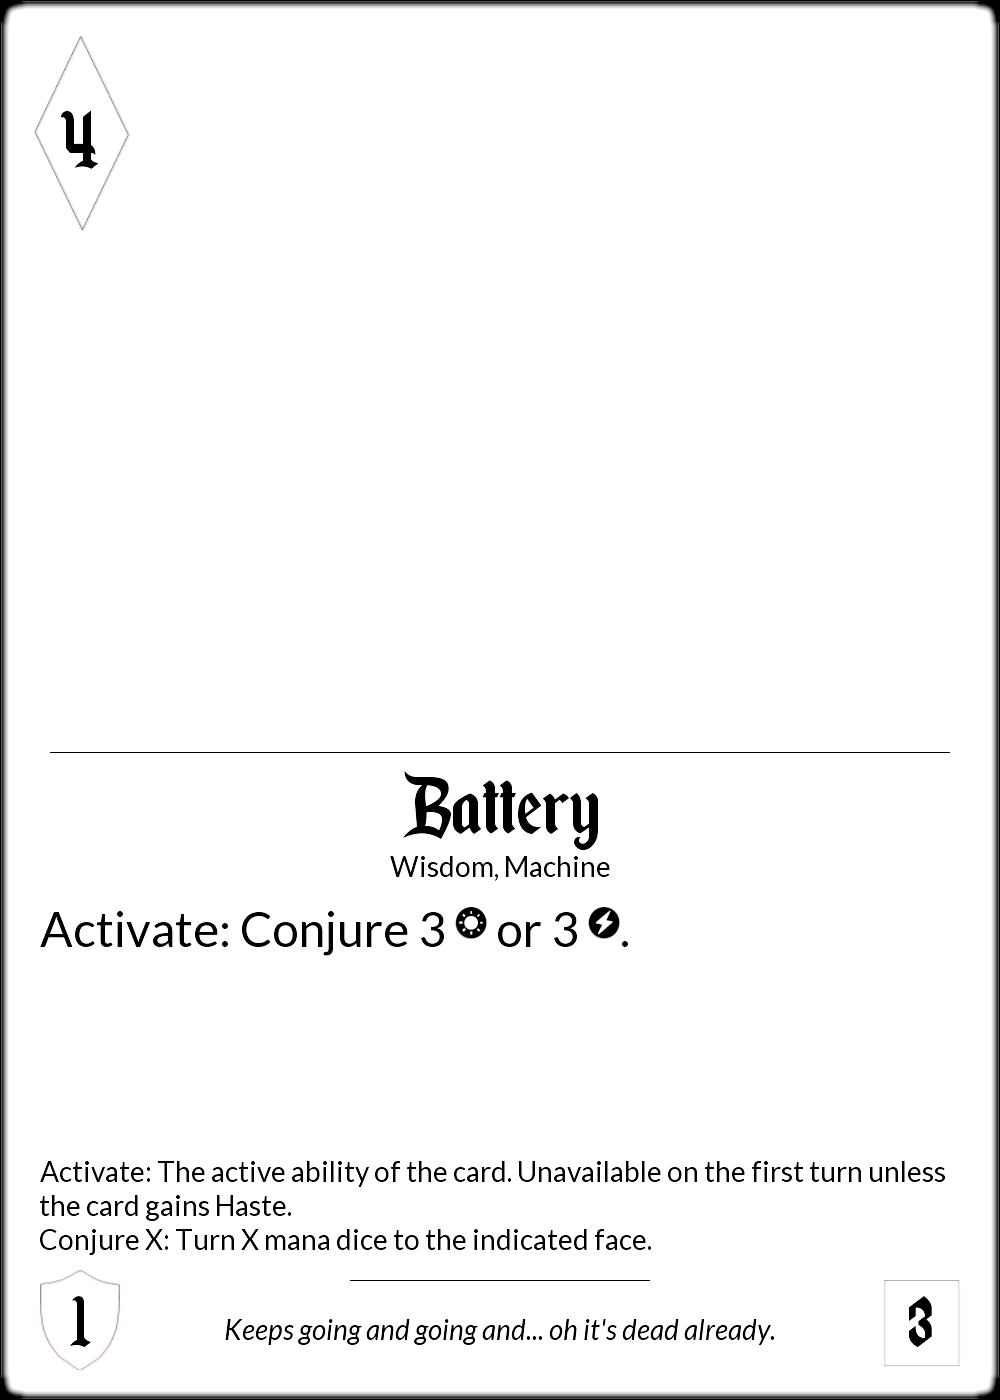 4
Battery
Wisdom, Machine
Activate: Conjure 3 or 3 .
Activate: The active ability of the card. Unavailable on the first turn unless
the card gains Haste.
Conjure X: Turn X mana dice to the indicated face.
1
Keeps going and going and... oh it's dead already.
3